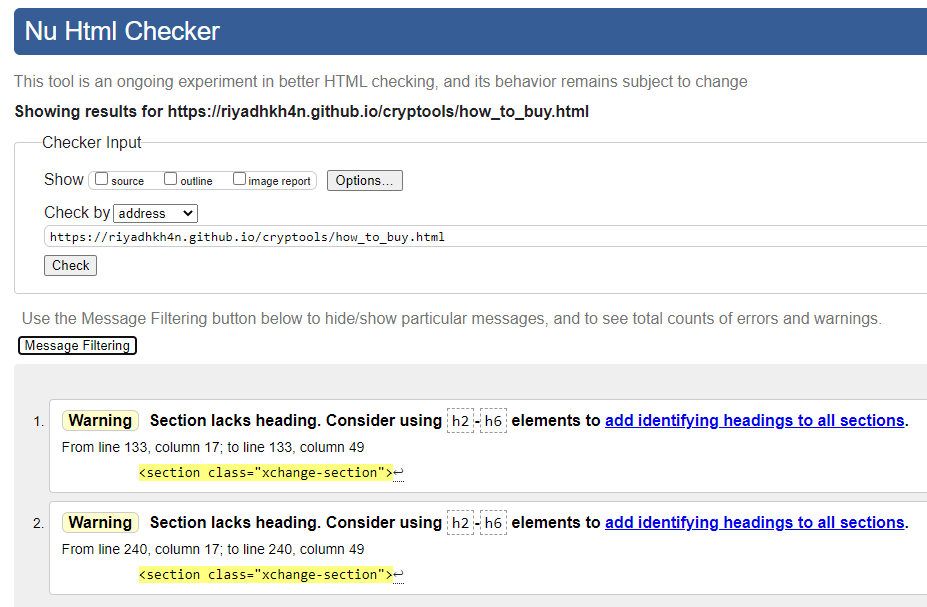 Nu Html Checker
This tool is an ongoing experiment in better HTML checking, and its behavior remains subject to change
Showing results for https://riyadhkh4n.github.io/cryptools/how_to_buy.html
Checker Input
Show source outline image report Options...
Check by address
https://riyadhkh4n.github.io/cryptools/how_to_buy.html
Check
Use the Message Filtering button below to hide/show particular messages, and to see total counts of errors and warnings.
Message Filtering
1. Warning Section lacks heading. Consider using h2-h6 elements to add identifying headings to all sections.
From line 133, column 17; to line 133, column 49
<section class="xchange-section">↩
2. Warning Section lacks heading. Consider using h2-h6 elements to add identifying headings to all sections.
From line 240, column 17; to line 240, column 49
<section class="xchange-section">↩